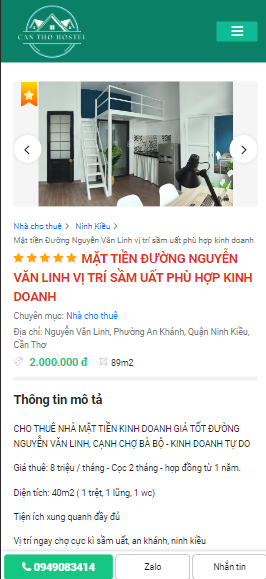 CAN THO HOSTEL
Nhà cho thuê > Ninh Kiều >
Mặt tiền Đường Nguyễn Văn Linh vị trí sầm uất phù hợp kinh doanh
MẶT TIỀN ĐƯỜNG NGUYỄN
VĂN LINH VỊ TRÍ SẦM UẤT PHÙ HỢP KINH
DOANH
Chuyên mục: Nhà cho thuê
Địa chỉ: Nguyễn Văn Linh, Phường An Khánh, Quận Ninh Kiều,
Cần Thơ
2.000.000 đ 89m2
Thông tin mô tả
CHO THUÊ NHÀ MẶT TIỀN KINH DOANH GIÁ TỐT ĐƯỜNG
NGUYỄN VĂN LINH, CẠNH CHỢ BÀ BỘ - KINH DOANH TỰ DO
Giá thuê: 8 triệu / tháng - Cọc 2 tháng - hợp đồng từ 1 năm.
Diện tích: 40m2 ( 1 trệt, 1 lửng, 1 wc)
Tiện ích xung quanh đầy đủ
Vị trí ngay chợ cực kì sầm uất, an khánh, ninh kiều
0949083414
Zalo
Nhắn tin